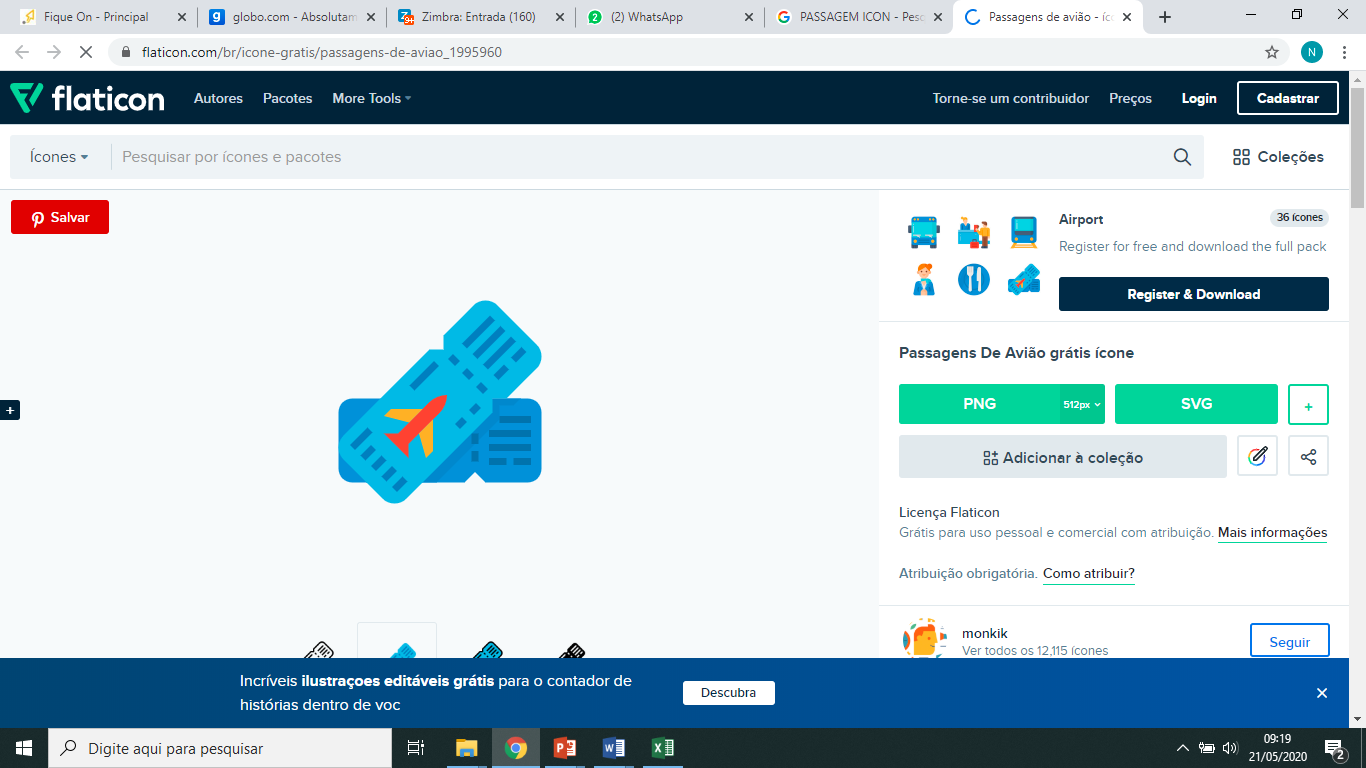 Fique On - Principal
globo.com - Absolutam
Zimbra: Entrada (160)
(2) WhatsApp
PASSAGEM ICON - Pesq
Passagens de avião - íc
flaticon.com/br/icone-gratis/passagens-de-aviao_1995960
N
flaticon
Autores
Pacotes
More Tools
Torne-se um contribuidor
Preços
Login
Cadastrar
Ícones
Pesquisar por ícones e pacotes
Coleções
Salvar
Airport
36 ícones
Register for free and download the full pack
Register & Download
Passagens De Avião grátis ícone
PNG
512px
SVG
+
Adicionar à coleção
Licença Flaticon
Grátis para uso pessoal e comercial com atribuição. Mais informações
Atribuição obrigatória. Como atribuir?
monkik
Ver todos os 12,115 ícones
Seguir
Incríveis ilustraçoes editáveis grátis para o contador de
histórias dentro de voc
Descubra
Digite aqui para pesquisar
09:19
21/05/2020
2